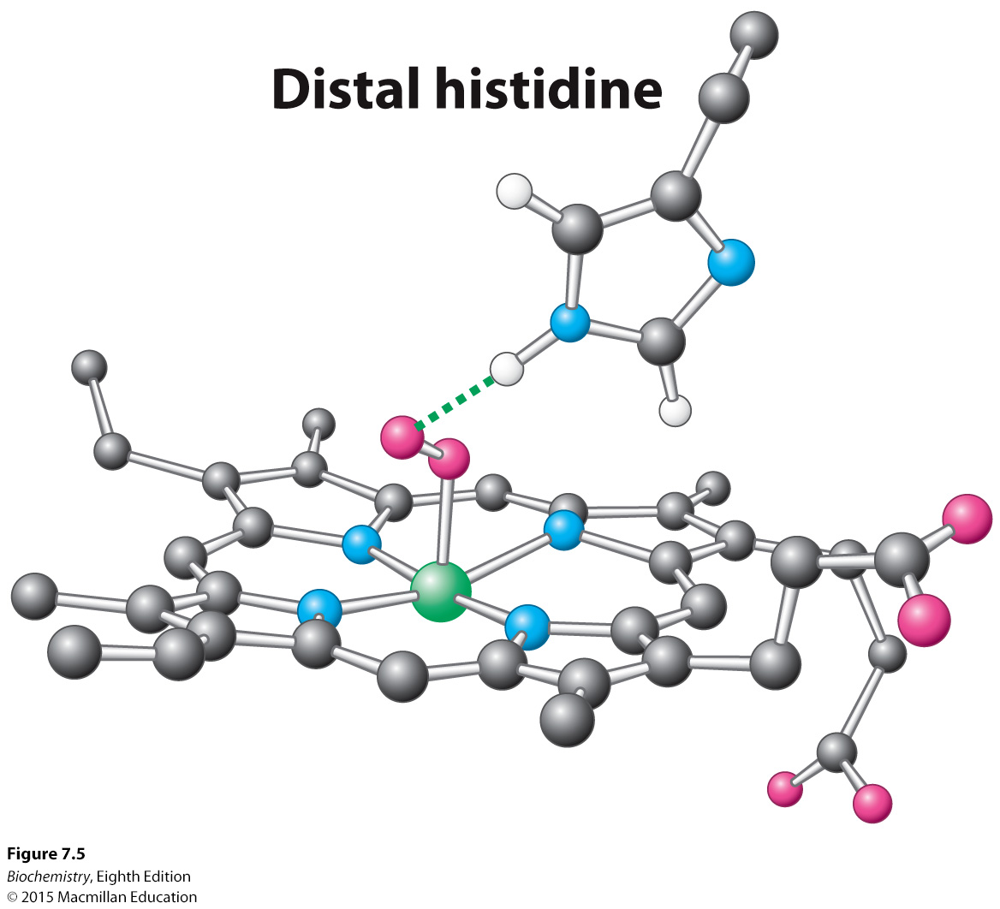 Distal histidine
Figure 7.5
Biochemistry, Eighth Edition
© 2015 Macmillan Education